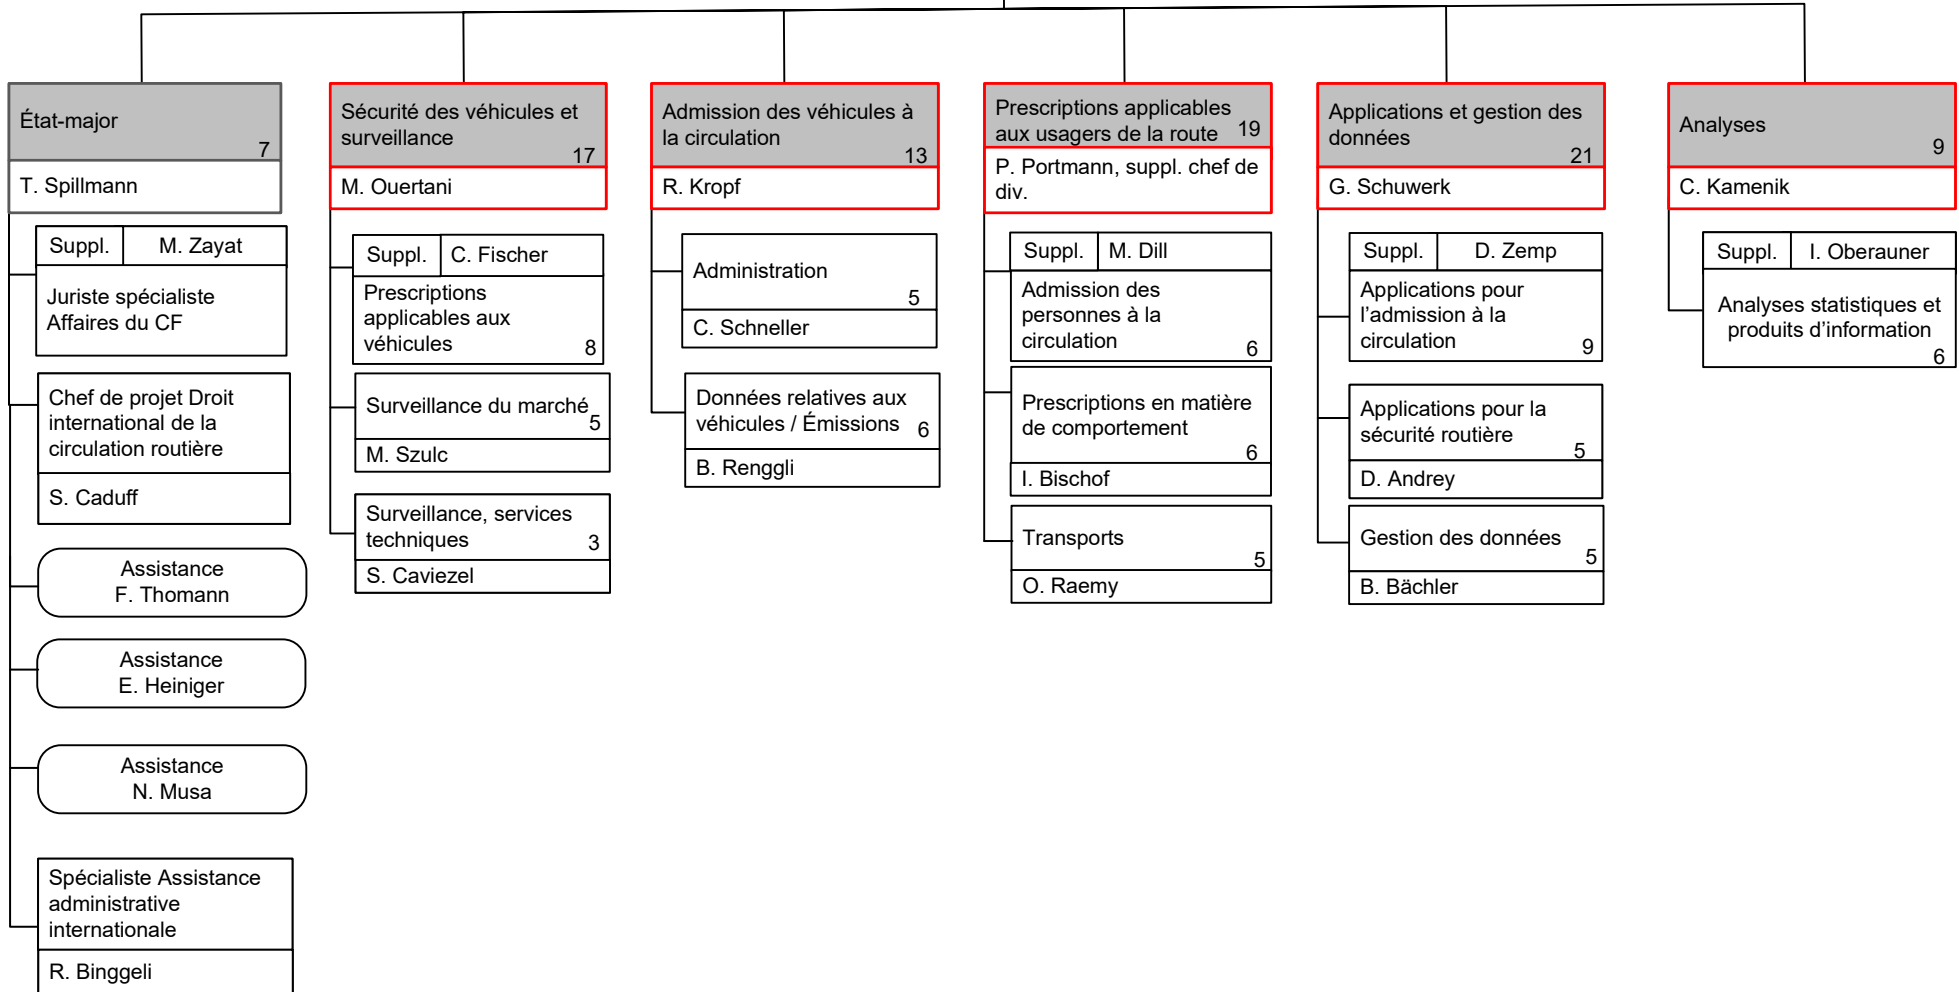 État-major
7
T. Spillmann
Suppl.
M. Zayat
Juriste spécialiste
Affaires du CF
Chef de projet Droit
international de la
circulation routière
S. Caduff
Assistance
F. Thomann
Assistance
E. Heiniger
Assistance
N. Musa
Spécialiste Assistance
administrative
internationale
R. Binggeli
Sécurité des véhicules et
surveillance
17
M. Ouertani
Suppl.
C. Fischer
Prescriptions
applicables aux
véhicules
8
Surveillance du marché
5
M. Szulc
Surveillance, services
techniques
3
S. Caviezel
Admission des véhicules à
la circulation
13
R. Kropf
Administration
5
C. Schneller
Données relatives aux
véhicules / Émissions
6
B. Renggli
Prescriptions applicables
aux usagers de la route
19
P. Portmann, suppl. chef de
div.
Suppl.
M. Dill
Admission des
personnes à la
circulation
6
Prescriptions en matière
de comportement
6
I. Bischof
Transports
5
O. Raemy
Applications et gestion des
données
21
G. Schuwerk
Suppl.
D. Zemp
Applications pour
l’admission à la
circulation
9
Applications pour la
sécurité routière
5
D. Andrey
Gestion des données
5
B. Bächler
Analyses
9
C. Kamenik
Suppl.
I. Oberauner
Analyses statistiques et
produits d’information
6